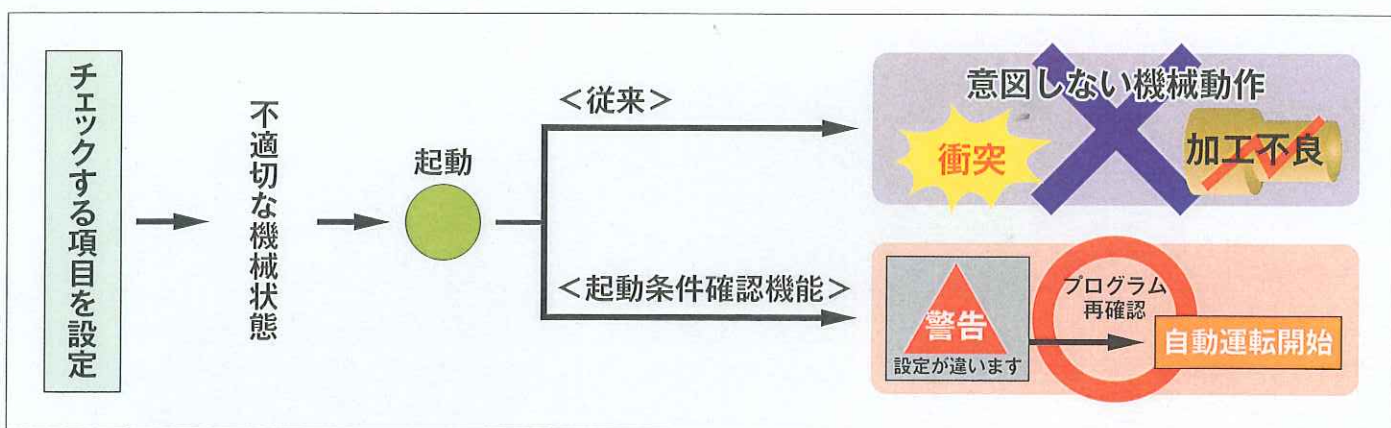 チェックする項目を設定
不適切な機械状態
起動
＜従来＞
意図しない機械動作
衝突
加工不良
＜起動条件確認機能＞
警告
設定が違います
プログラム
再確認
自動運転開始